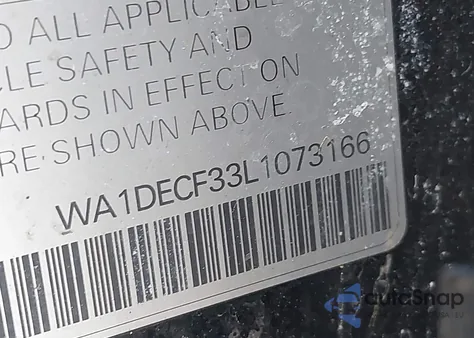 O ALL APPLICABLE
CLE SAFETY AND
ARDS IN EFFECT ON
RE SHOWN ABOVE.
WA1DECF33L1073166
autoSnap